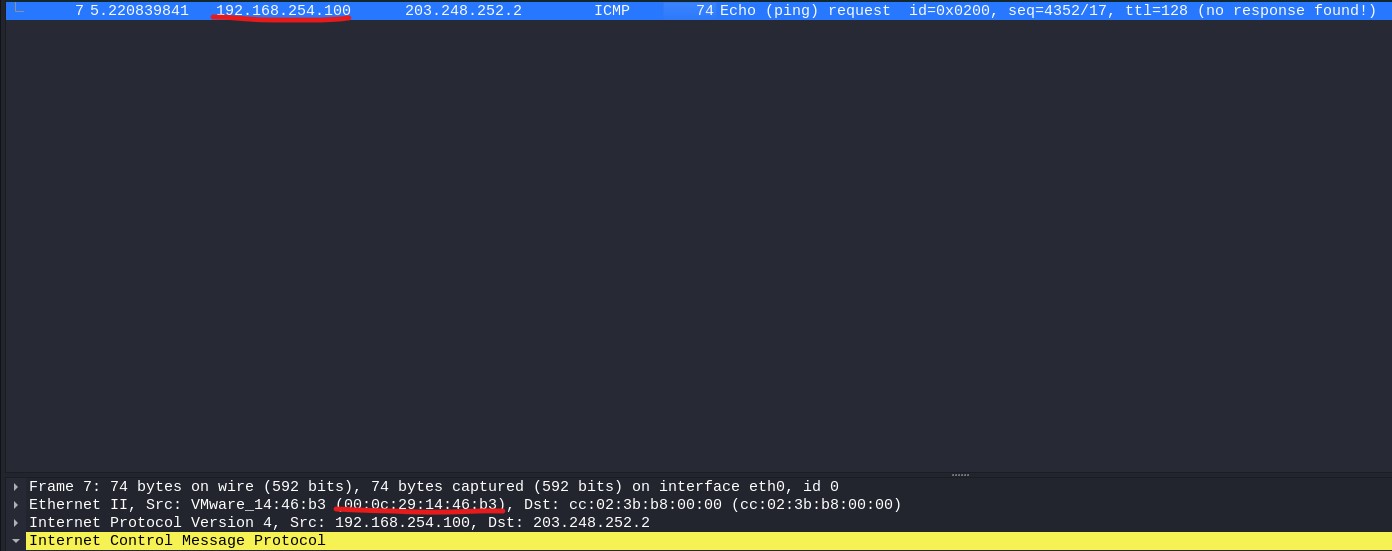 7 5.220839841 192.168.254.100 203.248.252.2 ICMP 74 Echo (ping) request id=0x0200, seq=4352/17, ttl=128 (no response found!)
Frame 7: 74 bytes on wire (592 bits), 74 bytes captured (592 bits) on interface eth0, id 0
Ethernet II, Src: VMware_14:46:b3 (00:0c:29:14:46:b3), Dst: cc:02:3b:b8:00:00 (cc:02:3b:b8:00:00)
Internet Protocol Version 4, Src: 192.168.254.100, Dst: 203.248.252.2
Internet Control Message Protocol